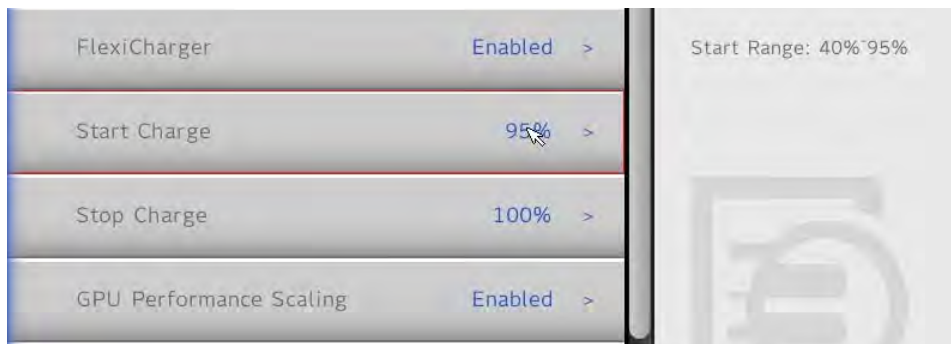 FlexiCharger Enabled >
Start Charge 95% >
Stop Charge 100% >
GPU Performance Scaling Enabled >
Start Range: 40%~95%